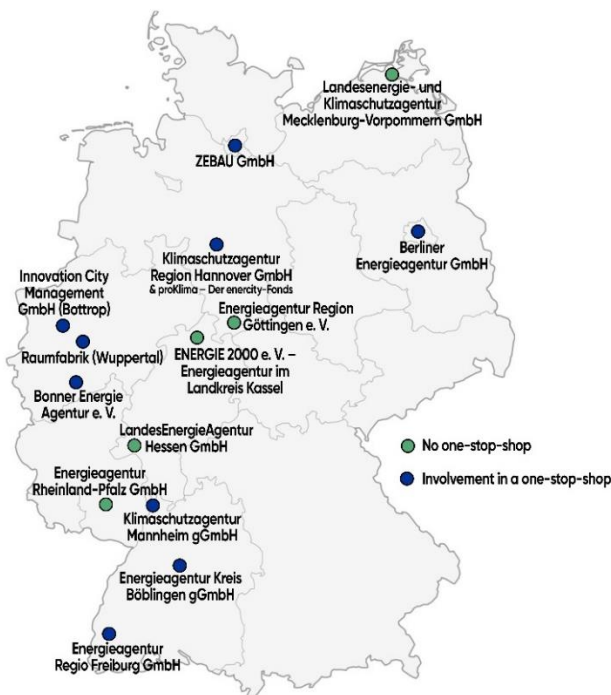 Landesenergie- und
Klimaschutzagentur
Mecklenburg-Vorpommern GmbH
ZEBAU GmbH
Klimaschutzagentur
Region Hannover GmbH
& proKlima – Der enercity-Fonds
Berliner
Energieagentur GmbH
Innovation City
Management
GmbH (Bottrop)
Energieagentur Region
Göttingen e. V.
Raumfabrik (Wuppertal)
ENERGIE 2000 e. V. –
Energieagentur im
Landkreis Kassel
Bonner Energie
Agentur e. V.
LandesEnergieAgentur
Hessen GmbH
No one-stop-shop
Involvement in a one-stop-shop
Energieagentur
Rheinland-Pfalz GmbH
Klimaschutzagentur
Mannheim gGmbH
Energieagentur Kreis
Böblingen gGmbH
Energieagentur
Regio Freiburg GmbH